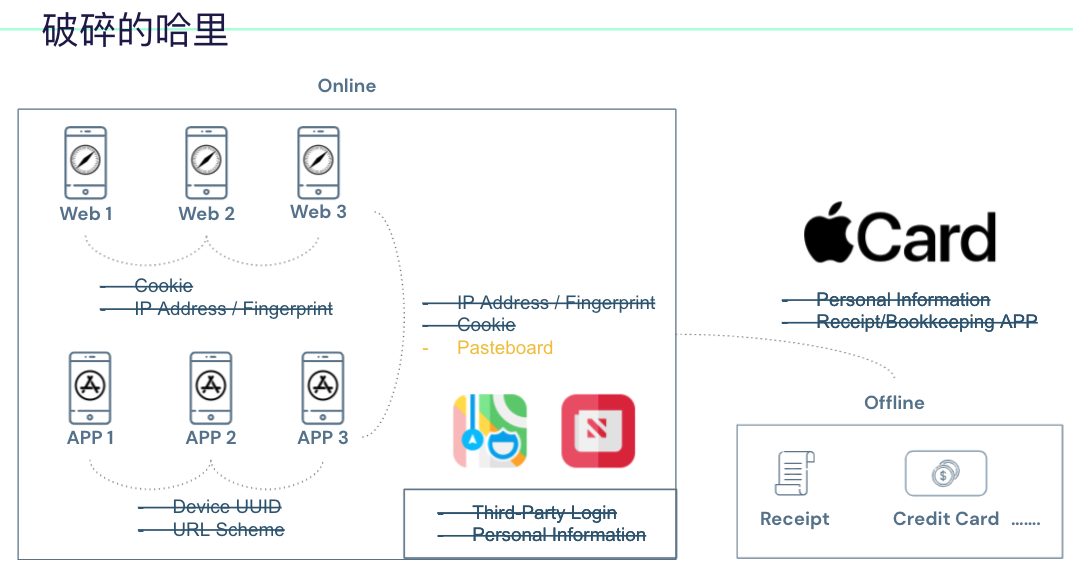 破碎的哈里
Online
Web 1
Web 2
Web 3
- Cookie
- IP Address / Fingerprint
- IP Address / Fingerprint
- Cookie
- Pasteboard
APP 1
APP 2
APP 3
- Device UUID
- URL Scheme
- Third-Party Login
- Personal Information
Card
- Personal Information
- Receipt/Bookkeeping APP
Offline
$
Receipt
Credit Card .......